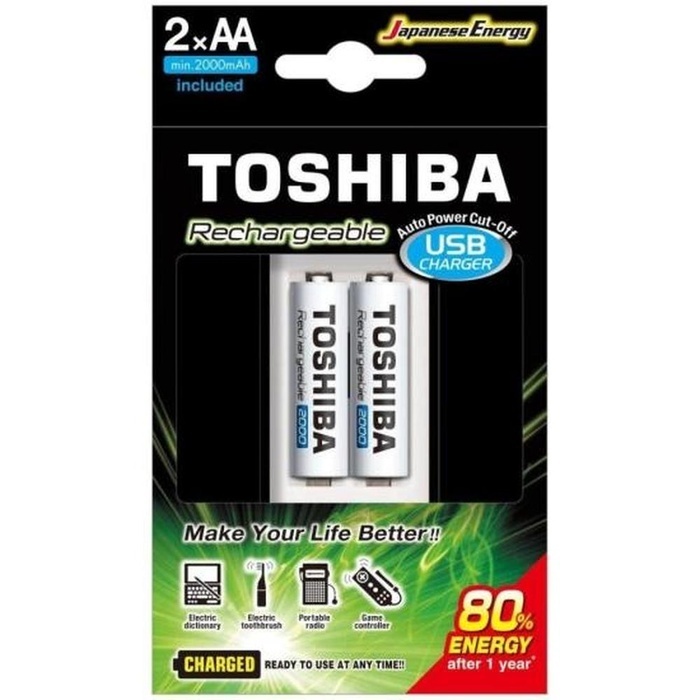 2xAA
min.2000mAh
included
Japanese Energy
TOSHIBA
Rechargeable
Auto Power Cut-Off
USB
CHARGER
TOSHIBA
Rechargeable 2000
TOSHIBA
Rechargeable 2000
Make Your Life Better!!
Electric
dictionary
Electric
toothbrush
Portable
radio
Game
controller
CHARGED READY TO USE AT ANY TIME!!
80%
ENERGY
after 1 year*